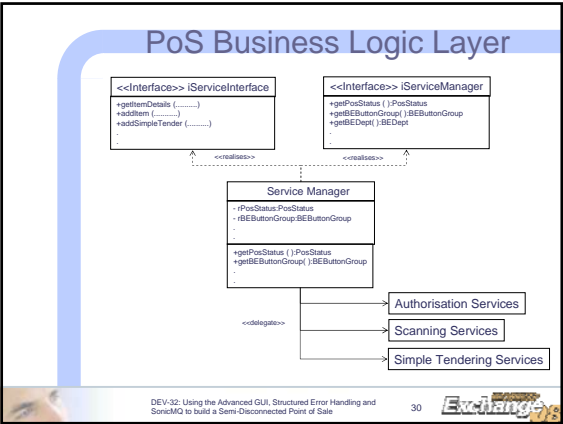 PoS Business Logic Layer
<<Interface>> iServiceInterface
+getItemDetails (..........)
+addItem (..........)
+addSimpleTender (..........)
.
.
<<Interface>> iServiceManager
+getPosStatus ( ):PosStatus
+getBEButtonGroup( ):BEButtonGroup
+getBEDept( ):BEDept
.
.
<<realises>>
<<realises>>
Service Manager
- rPosStatus:PosStatus
- rBEButtonGroup:BEButtonGroup
.
.
+getPosStatus ( ):PosStatus
+getBEButtonGroup( ):BEButtonGroup
.
.
<<delegate>>
Authorisation Services
Scanning Services
Simple Tendering Services
DEV-32: Using the Advanced GUI, Structured Error Handling and
SonicMQ to build a Semi-Disconnected Point of Sale
30
Exchange